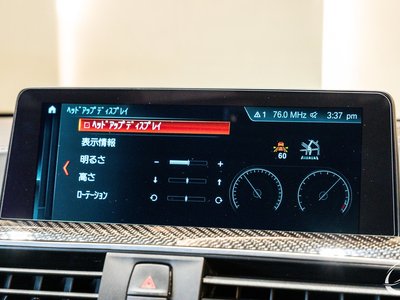 ﾍｯﾄﾞｱｯﾌﾟﾃﾞｨｽﾌﾟﾚｲ
1 76.0 MHz 3:37 pm
ﾍｯﾄﾞｱｯﾌﾟﾃﾞｨｽﾌﾟﾚｲ
表示情報
明るさ
高さ
ﾛｰﾃｰｼｮﾝ
60